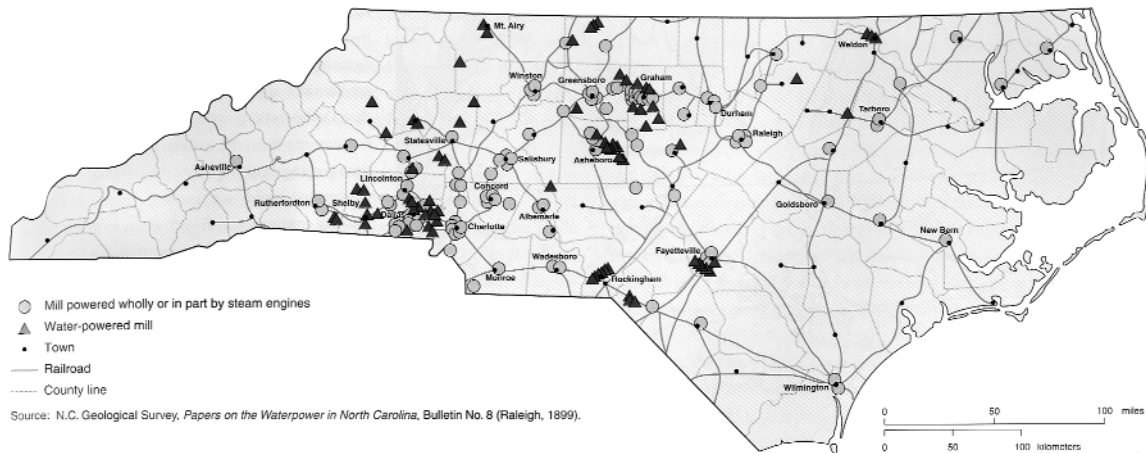 Mt. Airy
Weldon
Winston
Greensboro
Graham
Durham
Tarboro
Raleigh
Statesville
Salisbury
Asheboro
Asheville
Lincolnton
Concord
Rutherfordton
Shelby
Dallas
Albemarle
Charlotte
Goldsboro
New Bern
Fayetteville
Wadesboro
Monroe
Rockingham
Wilmington
Mill powered wholly or in part by steam engines
Water-powered mill
Town
Railroad
County line
Source: N.C. Geological Survey, Papers on the Waterpower in North Carolina, Bulletin No. 8 (Raleigh, 1899).
0 50 100 miles
0 50 100 kilometers